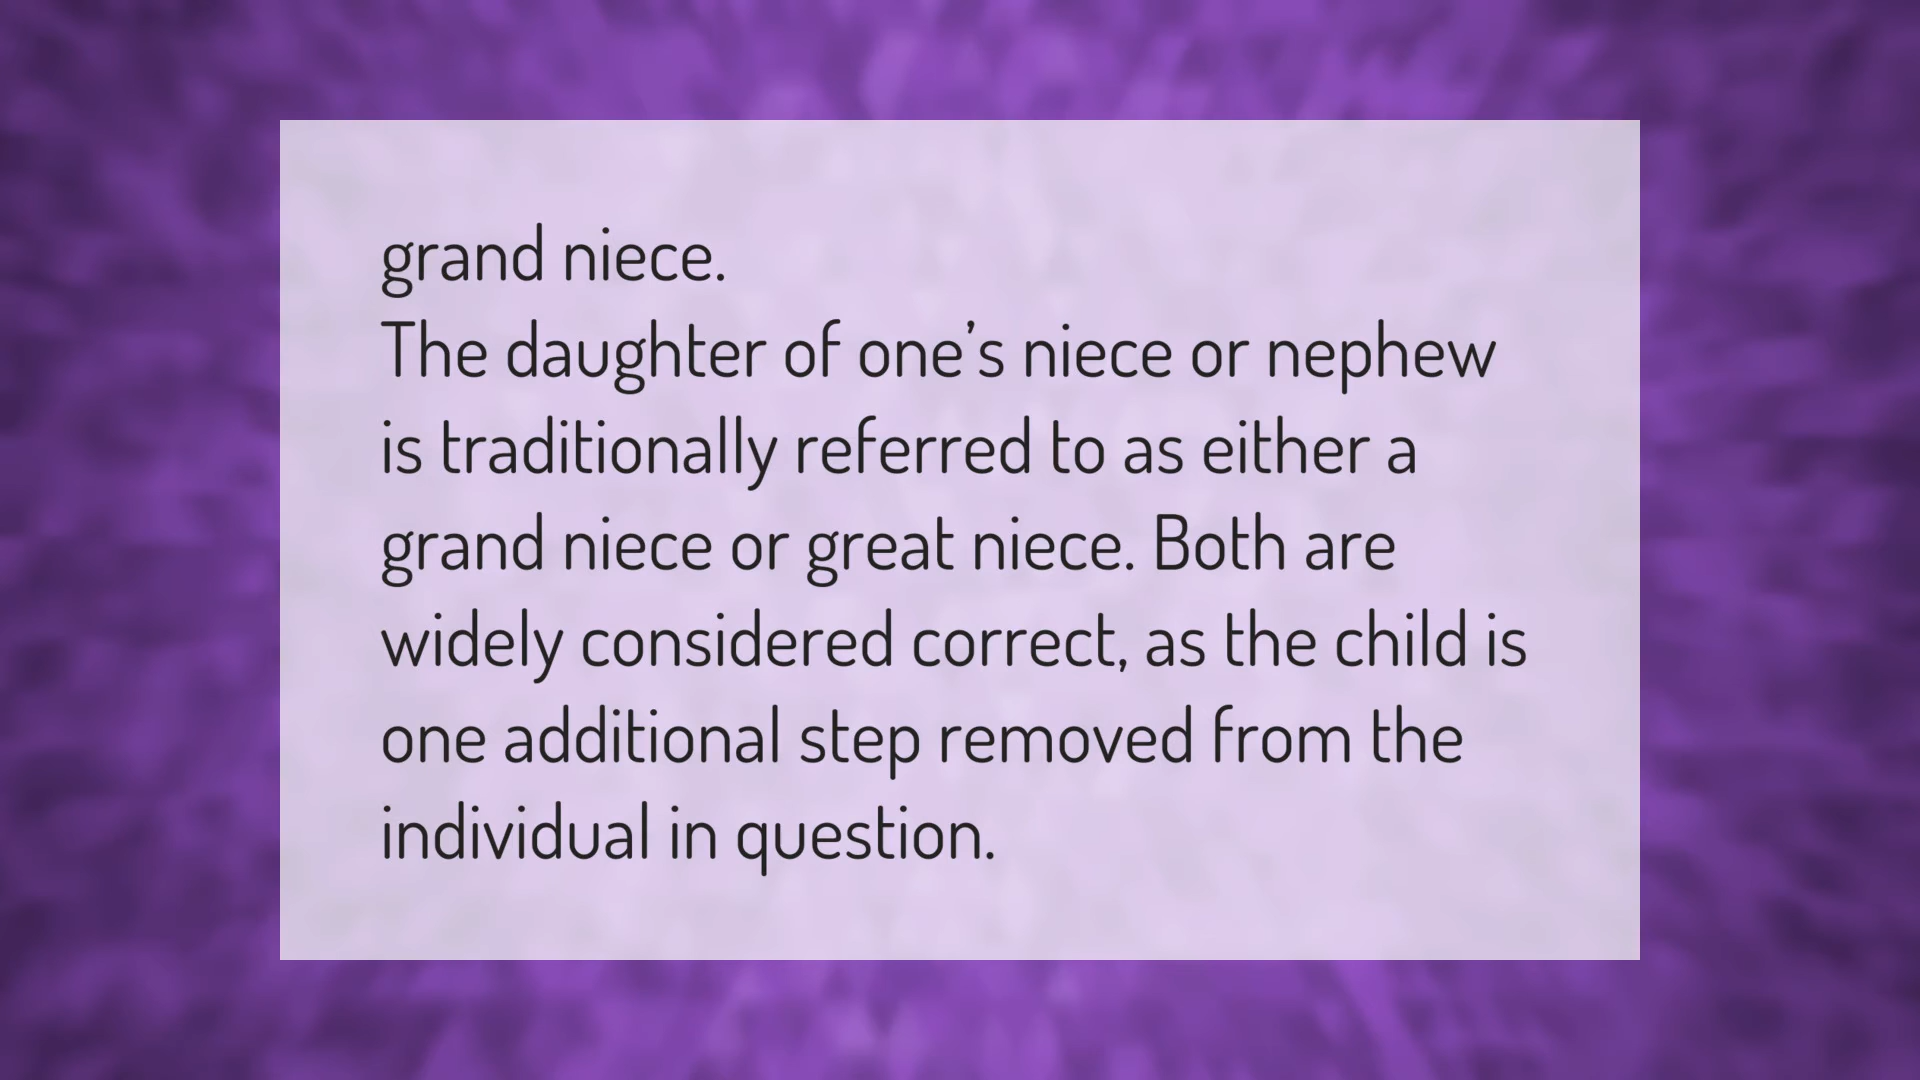 grand niece.
The daughter of one’s niece or nephew
is traditionally referred to as either a
grand niece or great niece. Both are
widely considered correct, as the child is
one additional step removed from the
individual in question.